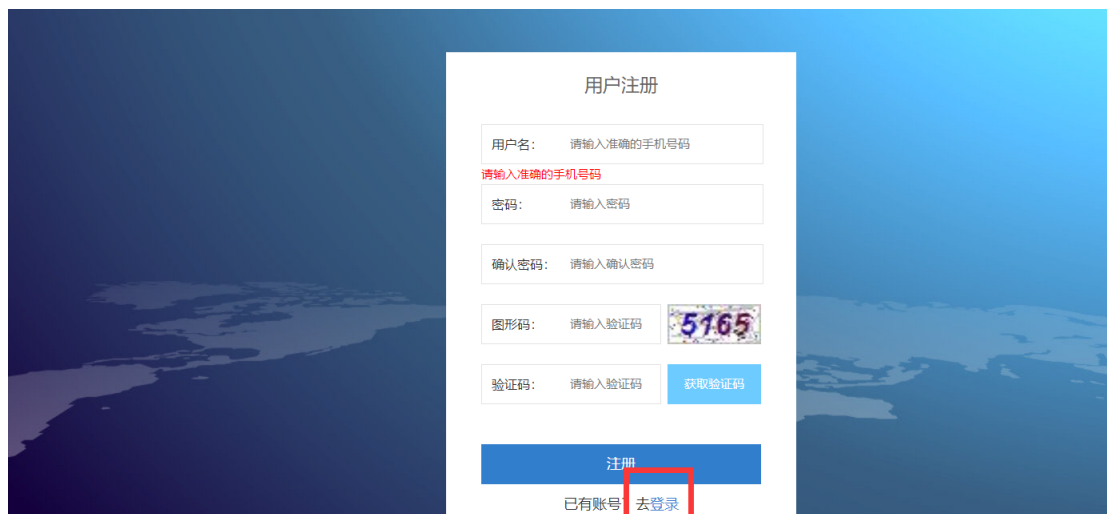 用户注册
用户名： 请输入准确的手机号码
请输入准确的手机号码
密码： 请输入密码
确认密码： 请输入确认密码
图形码： 请输入验证码 5165
验证码： 请输入验证码 获取验证码
注册
已有账号？去登录